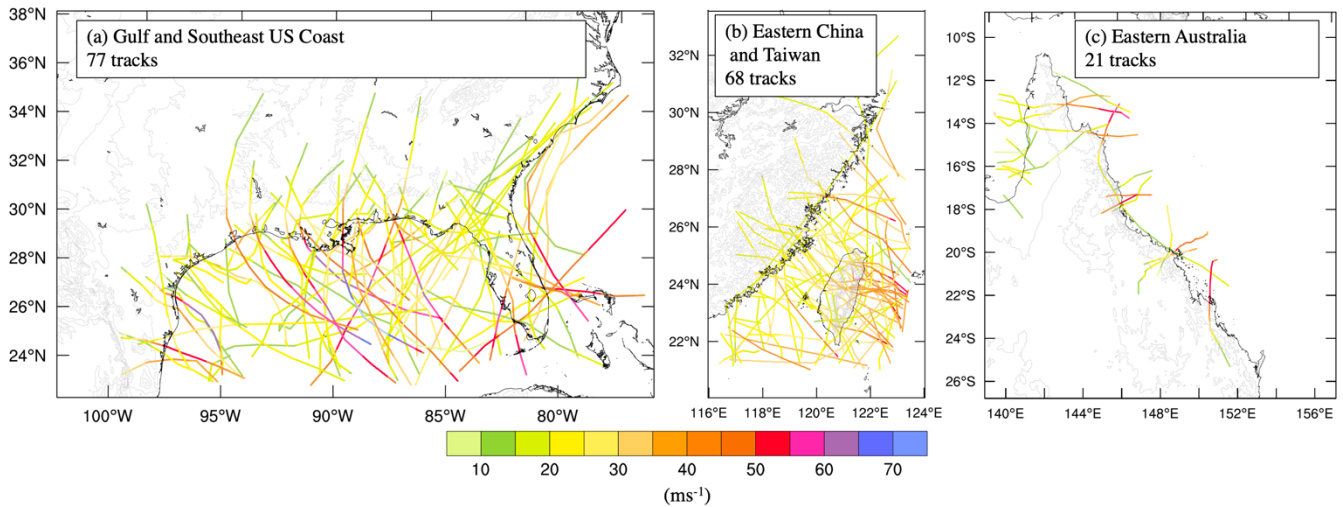 (a) Gulf and Southeast US Coast
77 tracks
38°N
36°N
34°N
32°N
30°N
28°N
26°N
24°N
100°W
95°W
90°W
85°W
80°W
(b) Eastern China
and Taiwan
68 tracks
32°N
30°N
28°N
26°N
24°N
22°N
116°E
118°E
120°E
122°E
124°E
(c) Eastern Australia
21 tracks
10°S
12°S
14°S
16°S
18°S
20°S
22°S
24°S
26°S
140°E
144°E
148°E
152°E
156°E
10
20
30
40
50
60
70
(ms⁻¹)